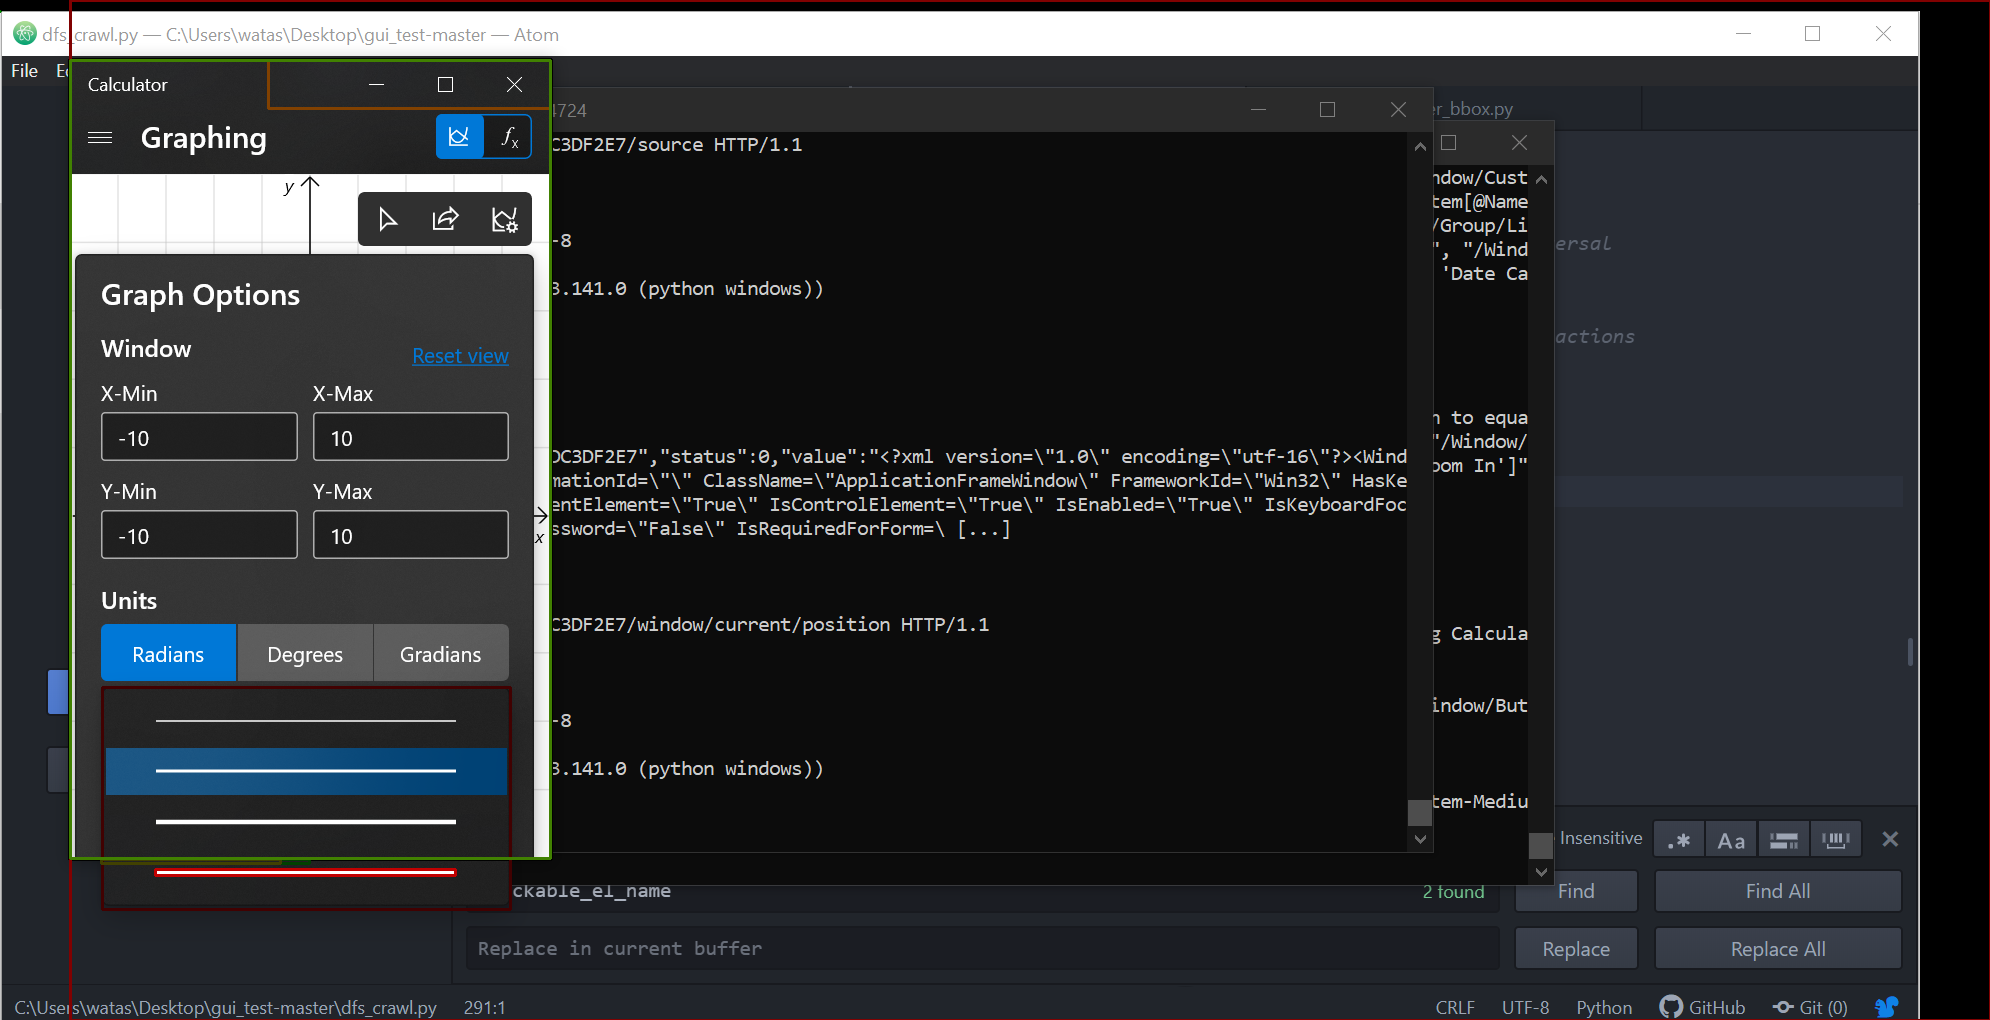 dfs_crawl.py — C:\Users\watas\Desktop\gui_test-master — Atom
File
Calculator
Graphing
fx
y
x
Graph Options
Window
Reset view
X-Min
X-Max
-10
10
Y-Min
Y-Max
-10
10
Units
Radians
Degrees
Gradians
4724
C3DF2E7/source HTTP/1.1
-8
3.141.0 (python windows))
DC3DF2E7","status":0,"value":"<?xml version=\"1.0\" encoding=\"utf-16\"?><Wind
mationId=\"\" ClassName=\"ApplicationFrameWindow\" FrameworkId=\"Win32\" HasKe
entElement=\"True\" IsControlElement=\"True\" IsEnabled=\"True\" IsKeyboardFoc
ssword=\"False\" IsRequiredForForm=\ [...]
C3DF2E7/window/current/position HTTP/1.1
-8
3.141.0 (python windows))
er_bbox.py
ndow/Cust
tem[@Name
/Group/Li
", "/Wind
'Date Ca
n to equa
"/Window/
oom In']"
g Calcula
indow/But
tem-Mediu
ersal
actions
Insensitive
.*
Aa
ckable_el_name
2 found
Find
Find All
Replace in current buffer
Replace
Replace All
C:\Users\watas\Desktop\gui_test-master\dfs_crawl.py
291:1
CRLF
UTF-8
Python
GitHub
Git (0)